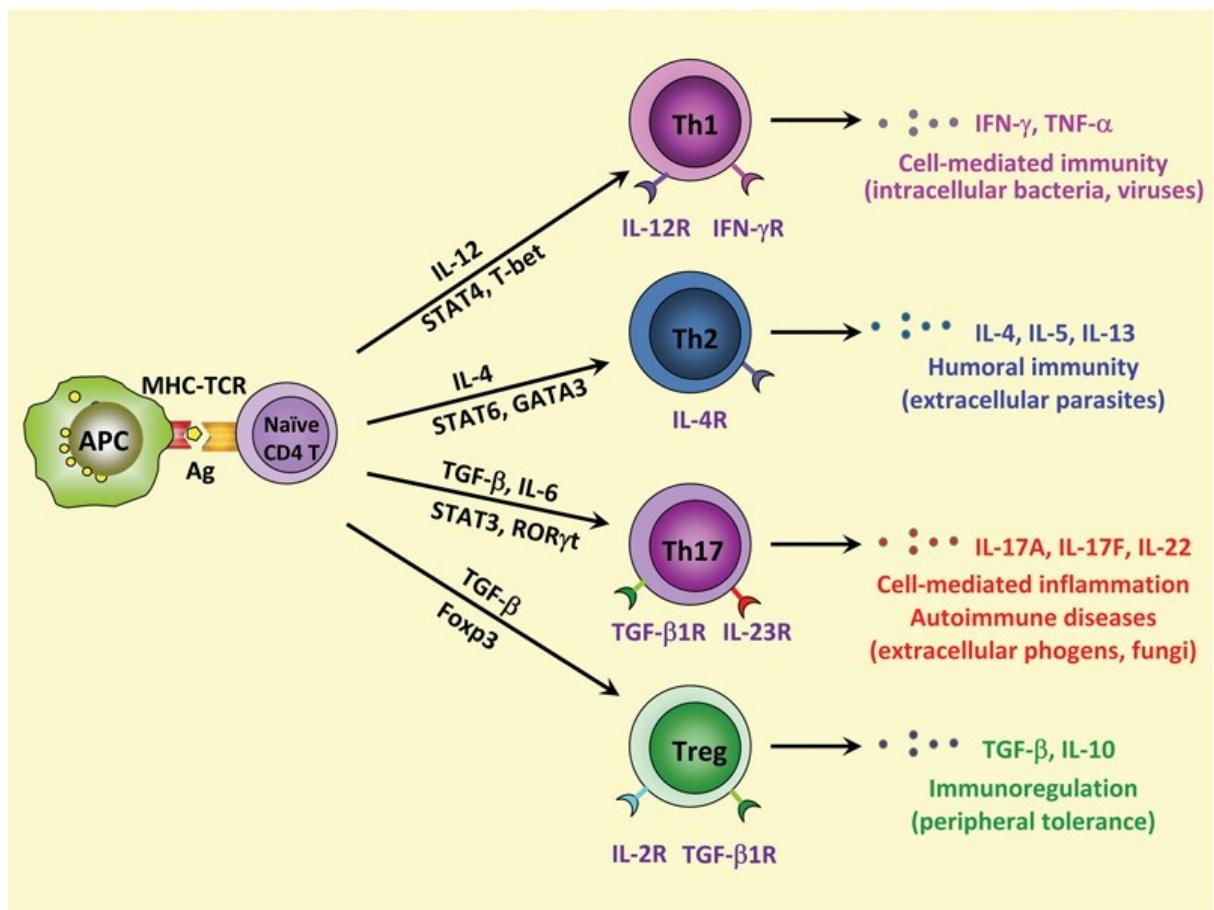 MHC-TCR
APC
Ag
Naïve
CD4 T
IL-12
STAT4, T-bet
IL-4
STAT6, GATA3
TGF-β, IL-6
STAT3, RORγt
TGF-β
Foxp3
Th1
IL-12R IFN-γR
IFN-γ, TNF-α
Cell-mediated immunity
(intracellular bacteria, viruses)
Th2
IL-4R
IL-4, IL-5, IL-13
Humoral immunity
(extracellular parasites)
Th17
TGF-β1R IL-23R
IL-17A, IL-17F, IL-22
Cell-mediated inflammation
Autoimmune diseases
(extracellular phogens, fungi)
Treg
IL-2R TGF-β1R
TGF-β, IL-10
Immunoregulation
(peripheral tolerance)